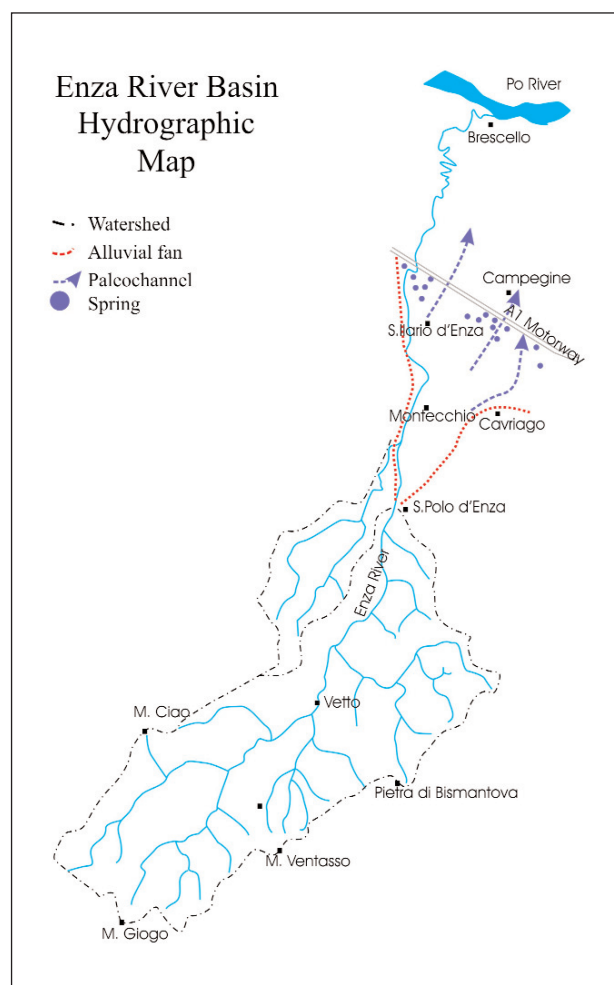 Enza River Basin
Hydrographic
Map
Po River
Brescello
Watershed
Alluvial fan
Paleochannel
Spring
Campegine
A1 Motorway
S.Ilario d'Enza
Montecchio
Cavriago
S.Polo d'Enza
Enza River
Vetto
M. Ciao
Pietra di Bismantova
M. Ventasso
M. Giogo